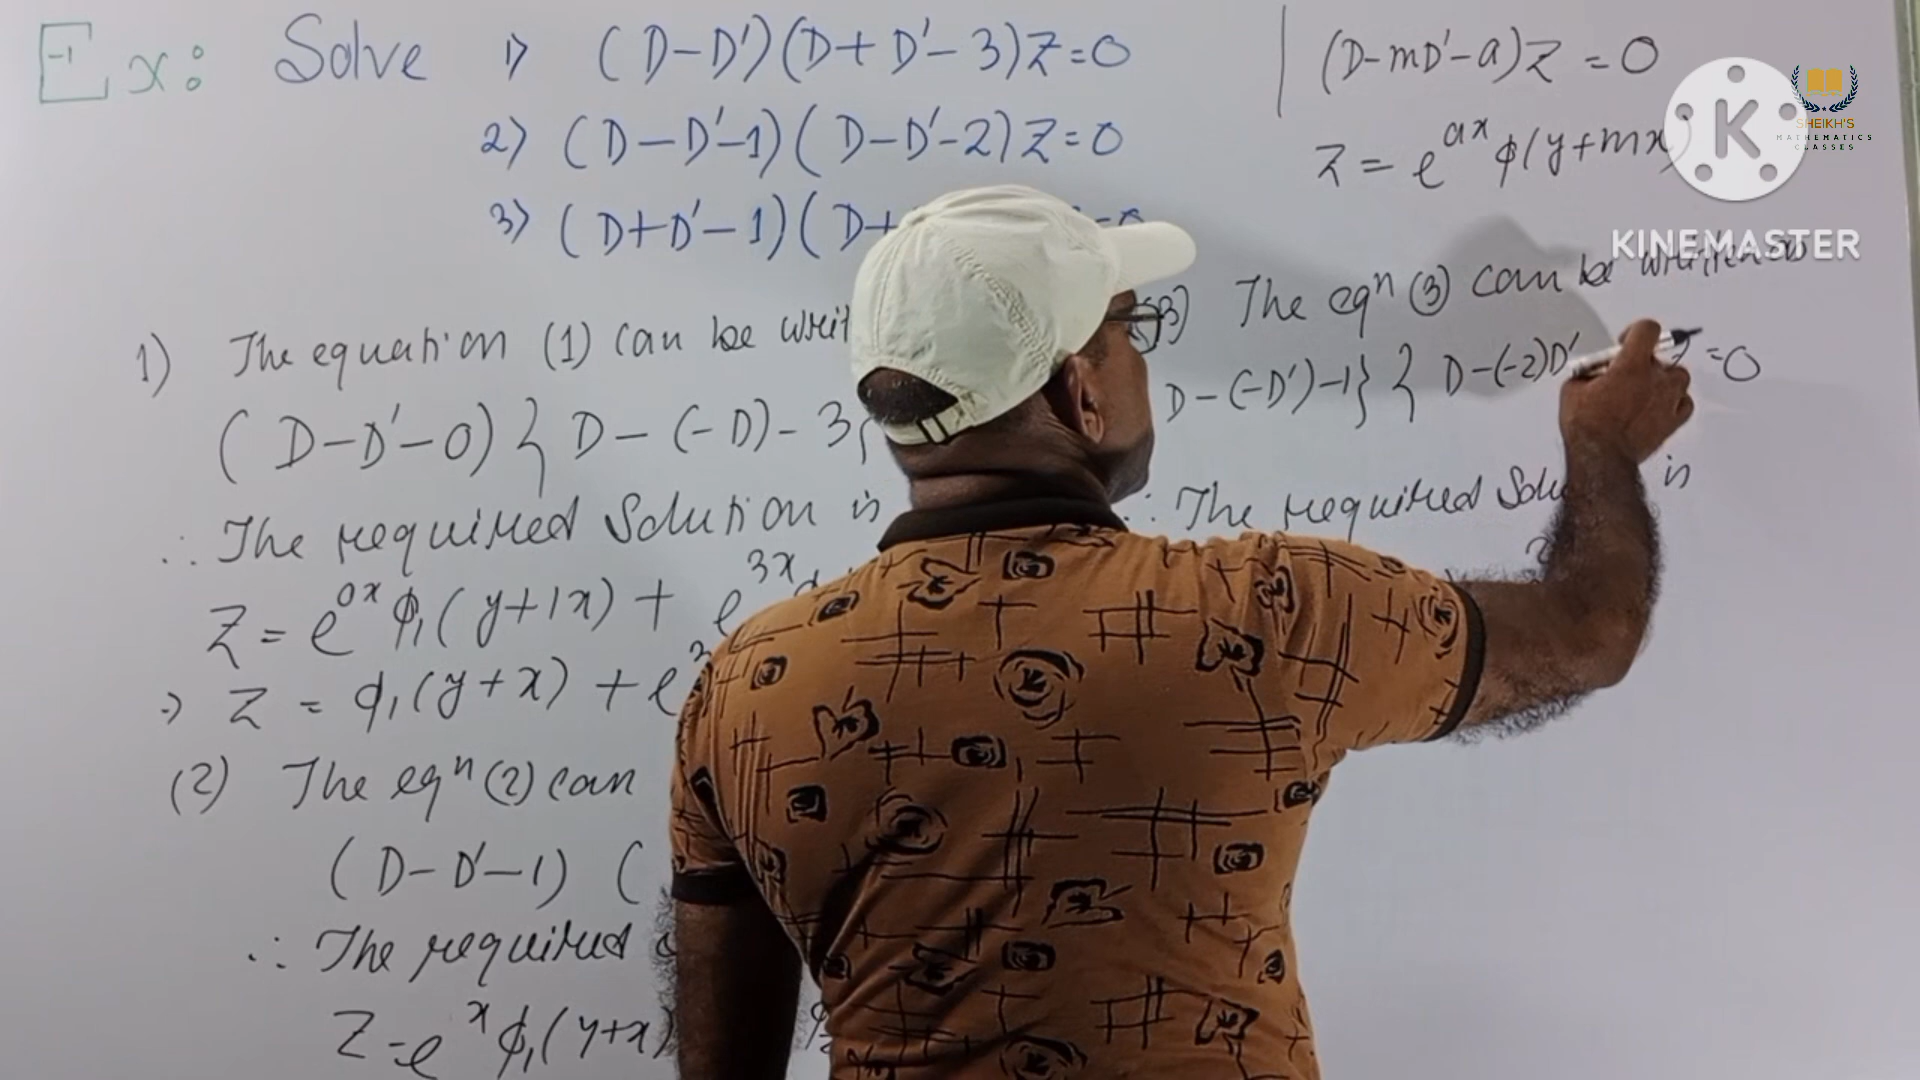 Ex: Solve 1) (D-D')(D+D'-3)Z=0
2) (D-D'-1)(D-D'-2)Z=0
3) (D+D'-1)(D+
(D-mD'-a)Z = 0
Z = e^{ax} φ(y+mx)
K
KINEMASTER
SHEIKH'S
MATHEMATICS
CLASSES
1) The equation (1) can be writ
(D-D'-0){D-(-D)-3
∴ The required Solution is
Z = e^{0x} φ₁(y+1x) + e^{3x}
⇒ Z = φ₁(y+x) + e
(2) The eqⁿ (2) can
(D-D'-1) (
∴ The required
Z = e^x φ₁(y+x)
3) The eqⁿ (3) can be written as
D-(-D')-1}{D-(-2)D' =0
∴ The required Solu is